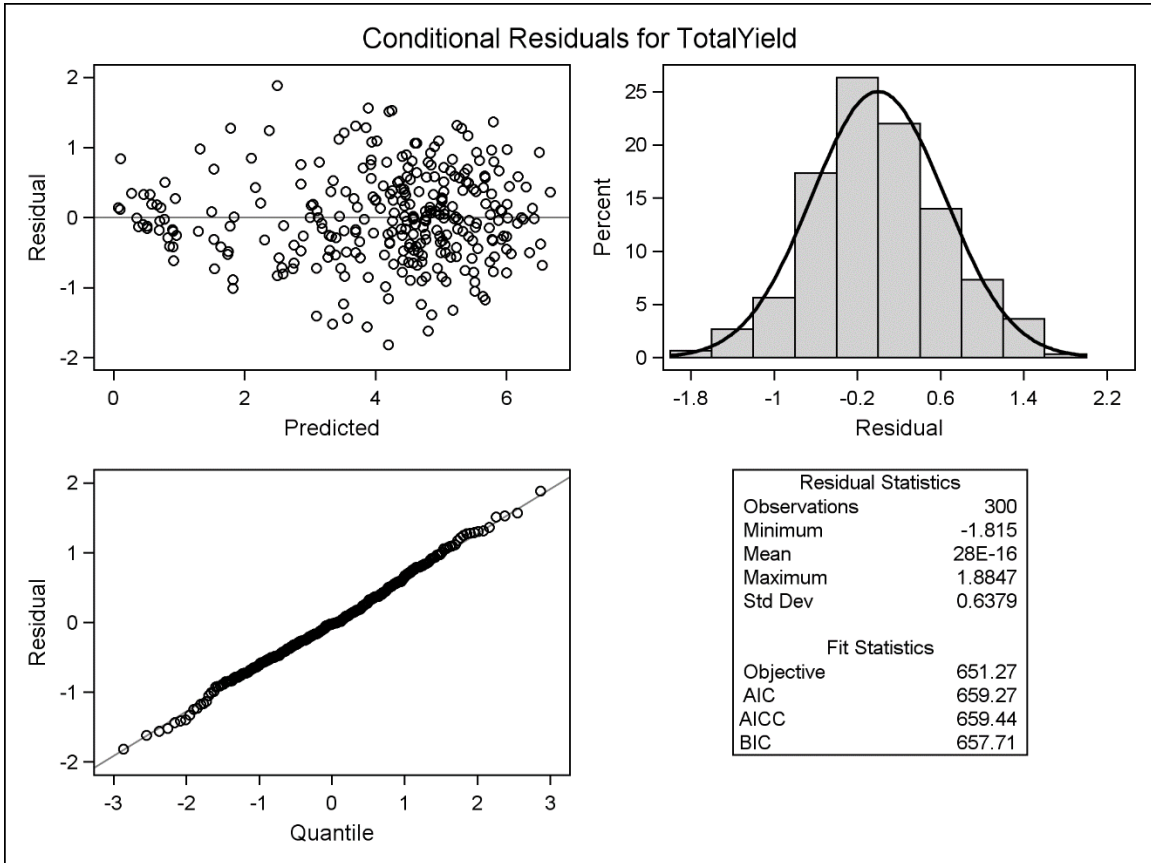 Conditional Residuals for TotalYield
2
1
0
-1
-2
Residual
0 2 4 6
Predicted
25
20
15
10
5
0
Percent
-1.8 -1 -0.2 0.6 1.4 2.2
Residual
2
1
0
-1
-2
Residual
-3 -2 -1 0 1 2 3
Quantile
Residual Statistics
Observations 300
Minimum -1.815
Mean 28E-16
Maximum 1.8847
Std Dev 0.6379
Fit Statistics
Objective 651.27
AIC 659.27
AICC 659.44
BIC 657.71